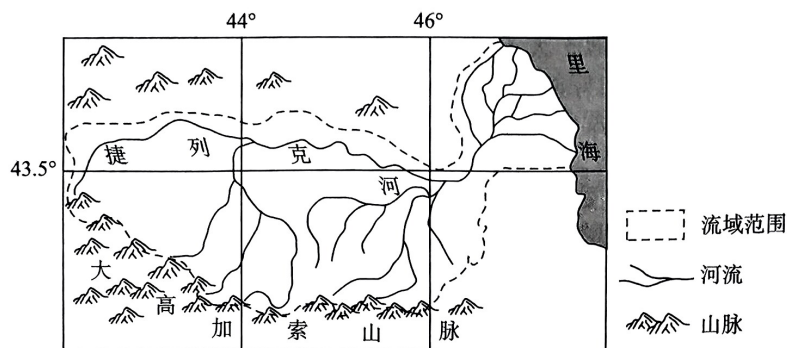 44° 46°
里
海
捷列克河
43.5°
大高加索山脉
流域范围
河流
山脉